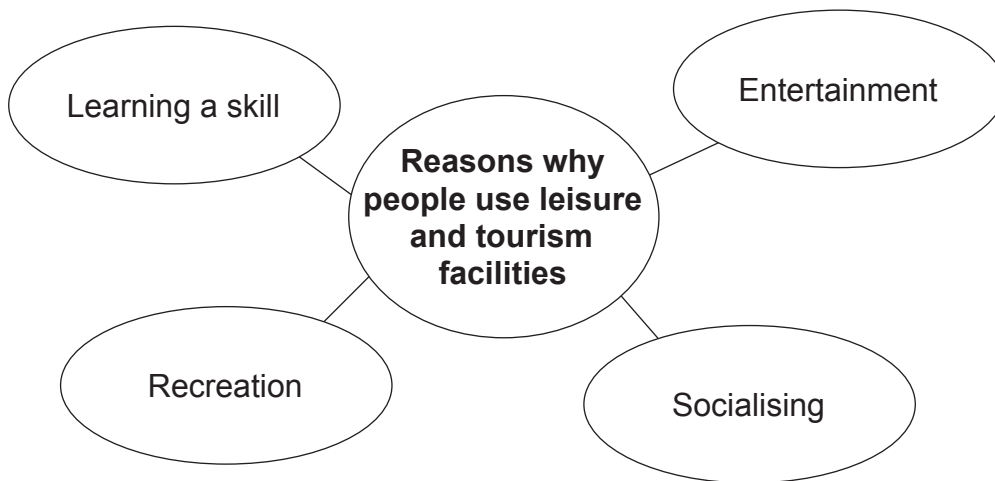 Learning a skill
Entertainment
Reasons why
people use leisure
and tourism
facilities
Recreation
Socialising